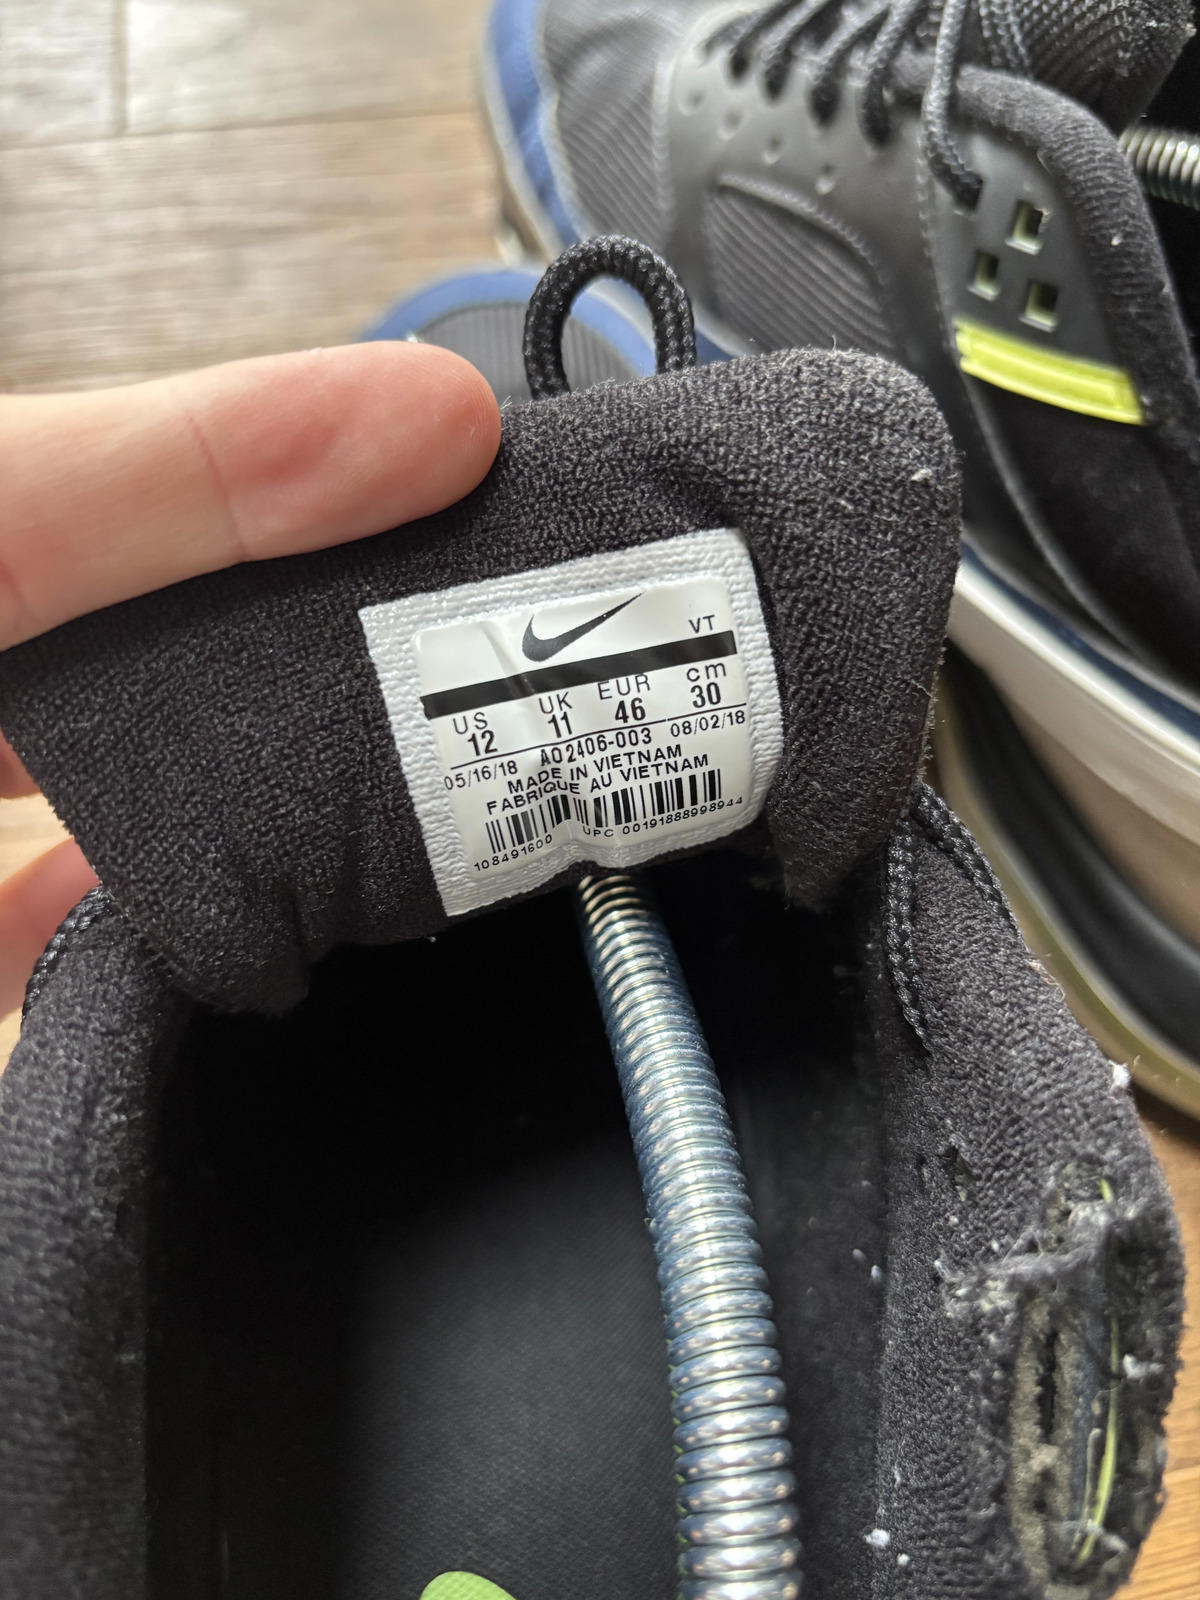 VT
US UK EUR cm
12 11 46 30
05/16/18 AO2406-003 08/02/18
MADE IN VIETNAM
FABRIQUE AU VIETNAM
108491600 UPC 00191888998944